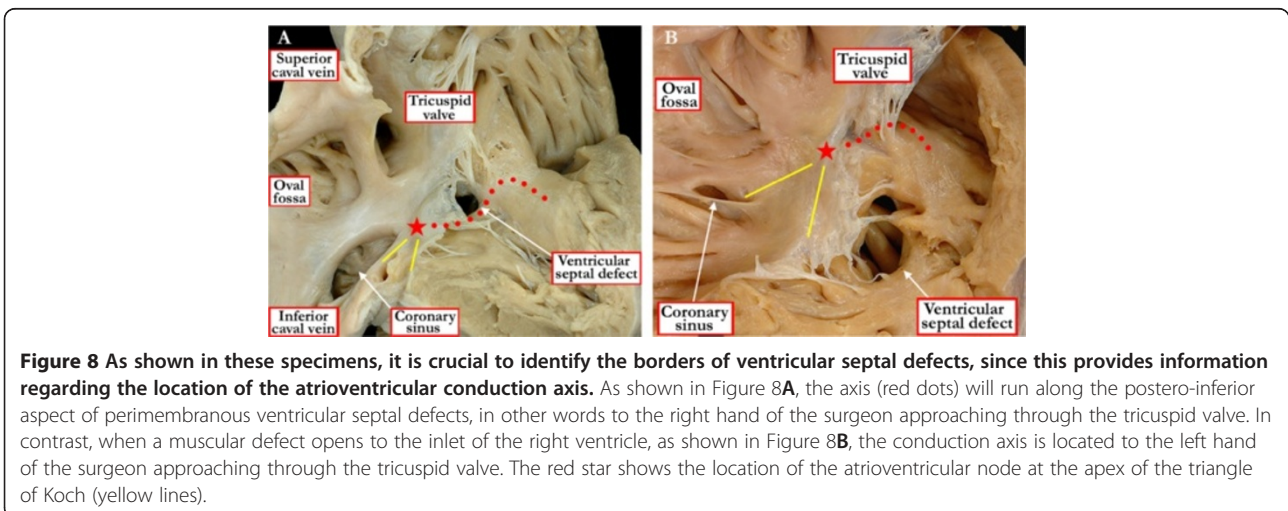 A
Superior
caval vein
Tricuspid
valve
Oval
fossa
Ventricular
septal defect
Inferior
caval vein
Coronary
sinus
B
Tricuspid
valve
Oval
fossa
Coronary
sinus
Ventricular
septal defect
Figure 8 As shown in these specimens, it is crucial to identify the borders of ventricular septal defects, since this provides information
regarding the location of the atrioventricular conduction axis. As shown in Figure 8A, the axis (red dots) will run along the postero-inferior
aspect of perimembranous ventricular septal defects, in other words to the right hand of the surgeon approaching through the tricuspid valve. In
contrast, when a muscular defect opens to the inlet of the right ventricle, as shown in Figure 8B, the conduction axis is located to the left hand
of the surgeon approaching through the tricuspid valve. The red star shows the location of the atrioventricular node at the apex of the triangle
of Koch (yellow lines).